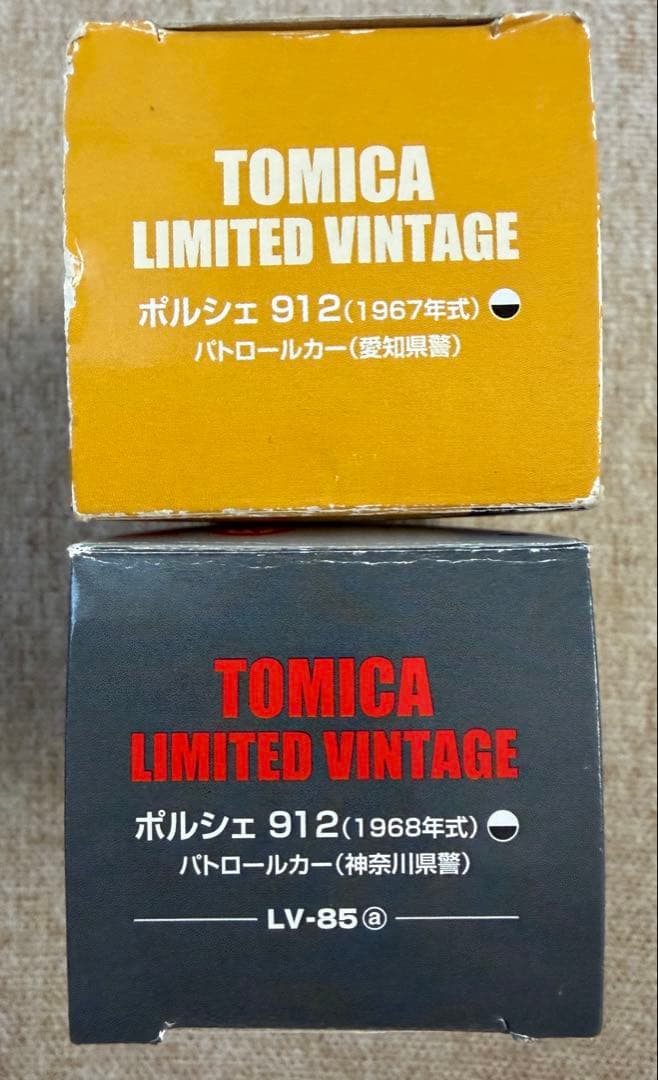 TOMICA
LIMITED VINTAGE
ポルシェ 912(1967年式)
パトロールカー(愛知県警)
TOMICA
LIMITED VINTAGE
ポルシェ 912(1968年式)
パトロールカー(神奈川県警)
LV-85 ⓐ